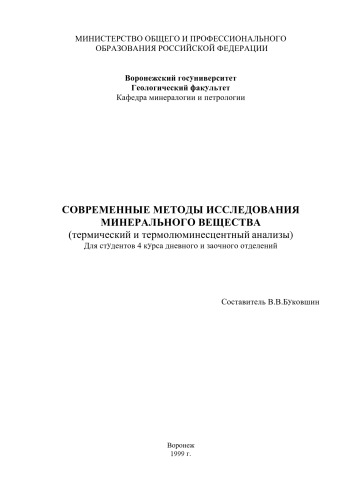 МИНИСТЕРСТВО ОБЩЕГО И ПРОФЕССИОНАЛЬНОГО
ОБРАЗОВАНИЯ РОССИЙСКОЙ ФЕДЕРАЦИИ
Воронежский госуниверситет
Геологический факультет
Кафедра минералогии и петрологии
СОВРЕМЕННЫЕ МЕТОДЫ ИССЛЕДОВАНИЯ
МИНЕРАЛЬНОГО ВЕЩЕСТВА
(термический и термолюминесцентный анализы)
Для студентов 4 курса дневного и заочного отделений
Составитель В.В.Буковшин
Воронеж
1999 г.